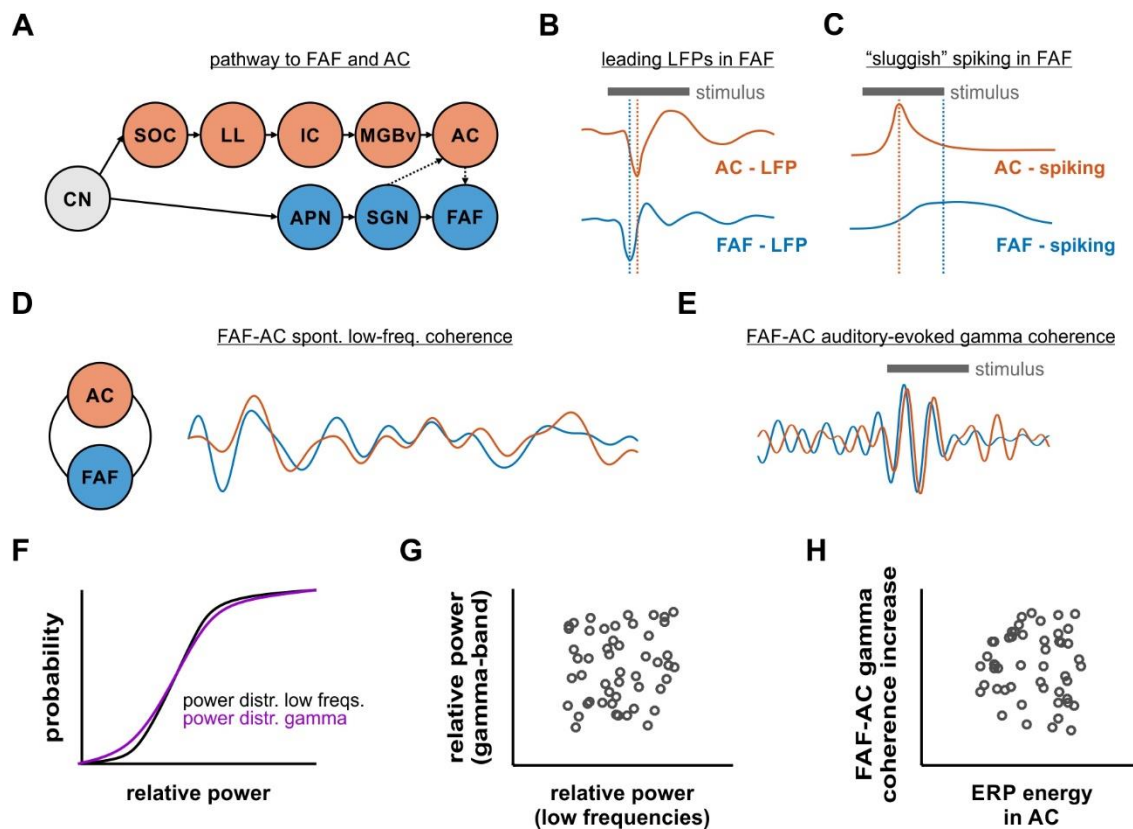 A
pathway to FAF and AC
SOC
LL
IC
MGBv
AC
CN
APN
SGN
FAF
B
leading LFPs in FAF
stimulus
AC - LFP
FAF - LFP
C
“sluggish” spiking in FAF
stimulus
AC - spiking
FAF - spiking
D
FAF-AC spont. low-freq. coherence
AC
FAF
E
FAF-AC auditory-evoked gamma coherence
stimulus
F
probability
power distr. low freqs.
power distr. gamma
relative power
G
relative power
(gamma-band)
relative power
(low frequencies)
H
FAF-AC gamma
coherence increase
ERP energy
in AC